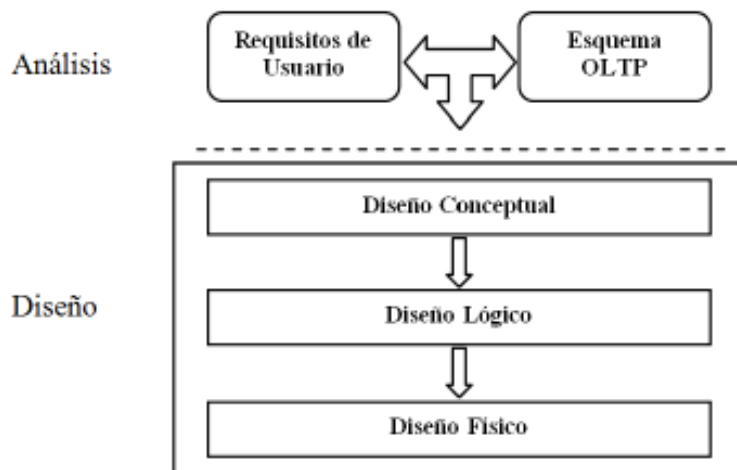 Análisis
Requisitos de
Usuario
Esquema
OLTP
Diseño
Diseño Conceptual
Diseño Lógico
Diseño Físico